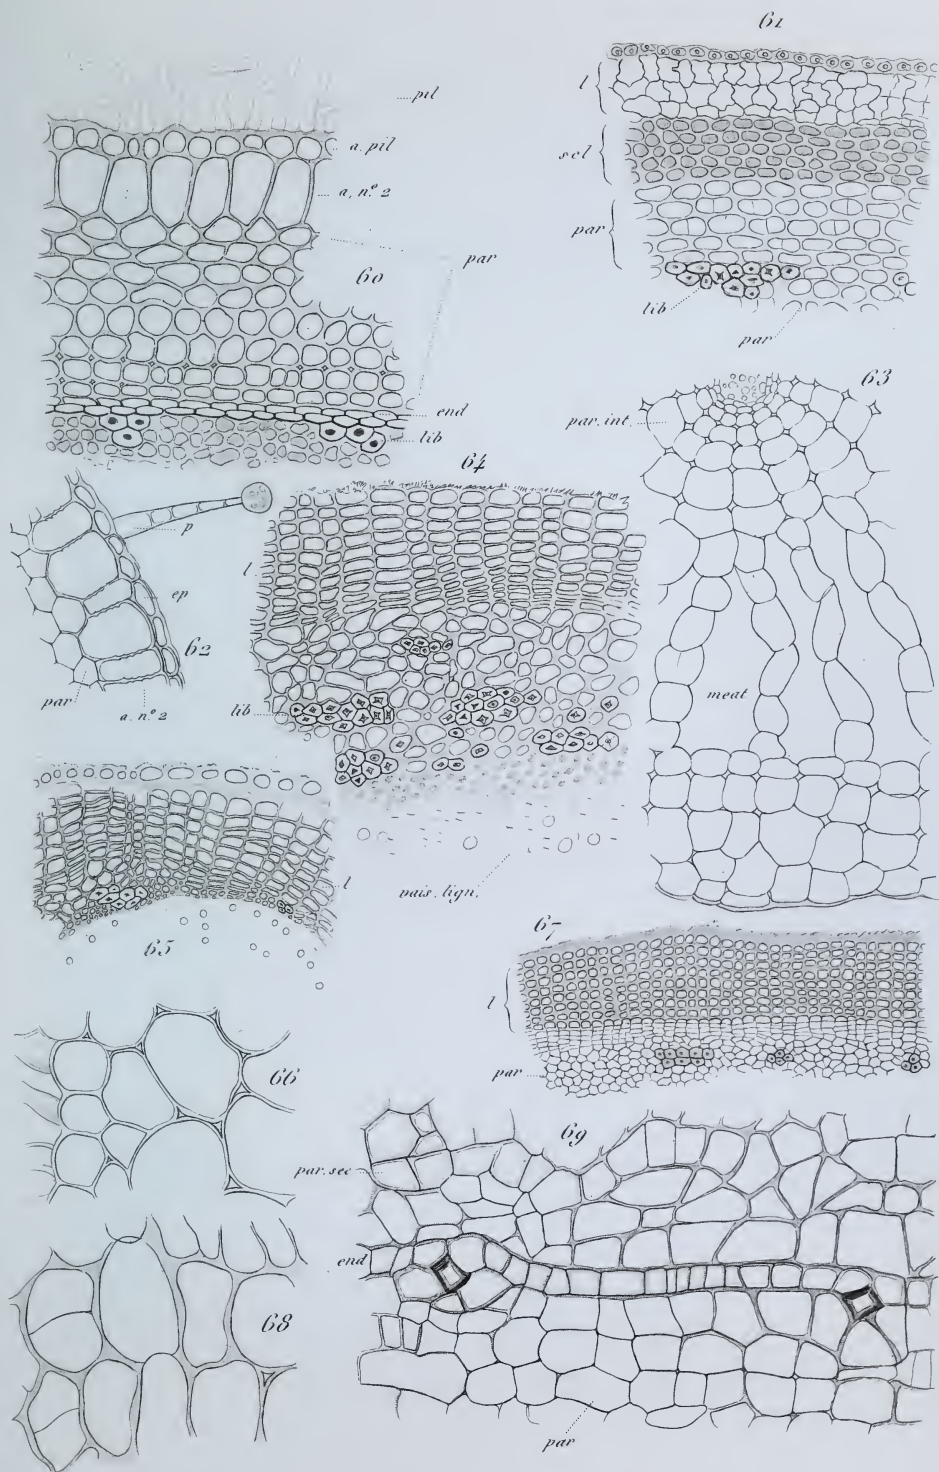 61
pil
l
a. pil
scl
a. n.º 2
par
par
60
lib
par
end
lib
63
par. int.
64
p
l
ep
62
par
a. n.º 2
lib
meat
vais. lign.
l
65
67
l
par
66
69
par. sec
end
68
par